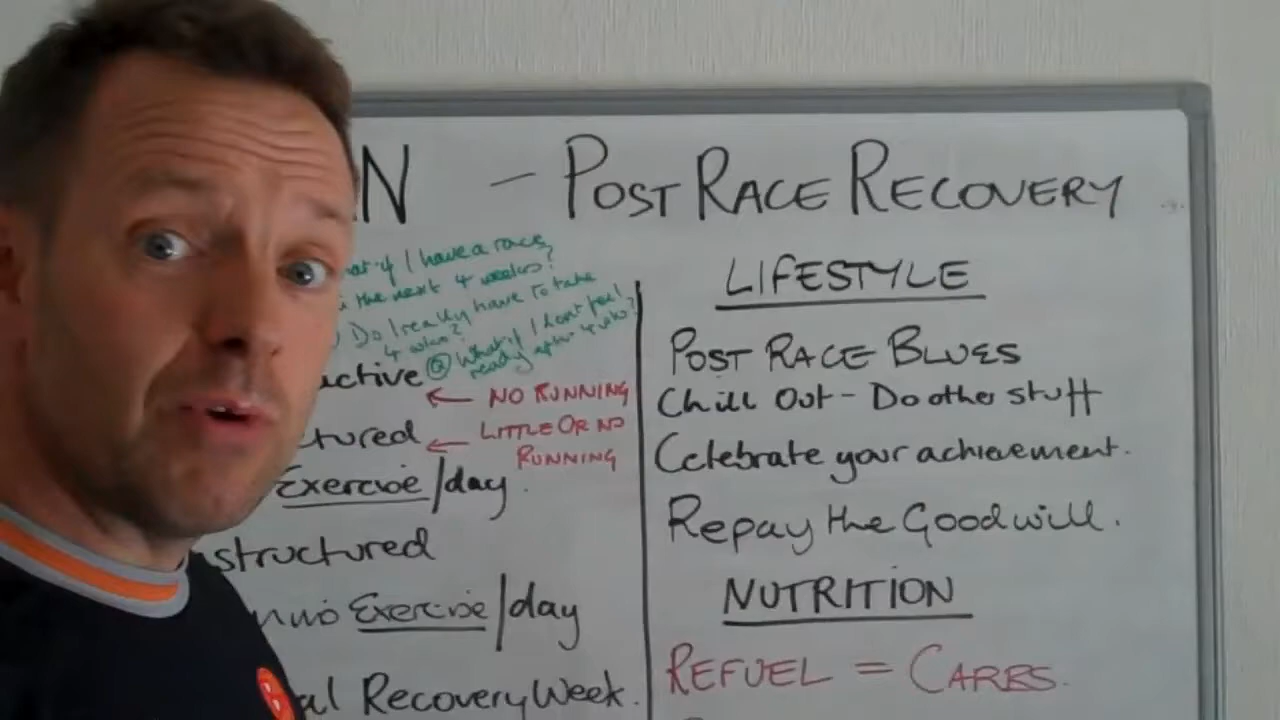 N - POST RACE RECOVERY
at if I have a race
the next 4 weeks?
Do I really have to take
4 wks?
Q What if I don't feel
ready after 4 wks?
active ← NO RUNNING
tured ← LITTLE OR NO
RUNNING
Exercise/day.
structured
Exercise/day
al Recovery Week.
LIFESTYLE
POST RACE BLUES
Chill Out - Do other stuff
Celebrate your achievement.
Repay the Goodwill.
NUTRITION
REFUEL = CARBS.